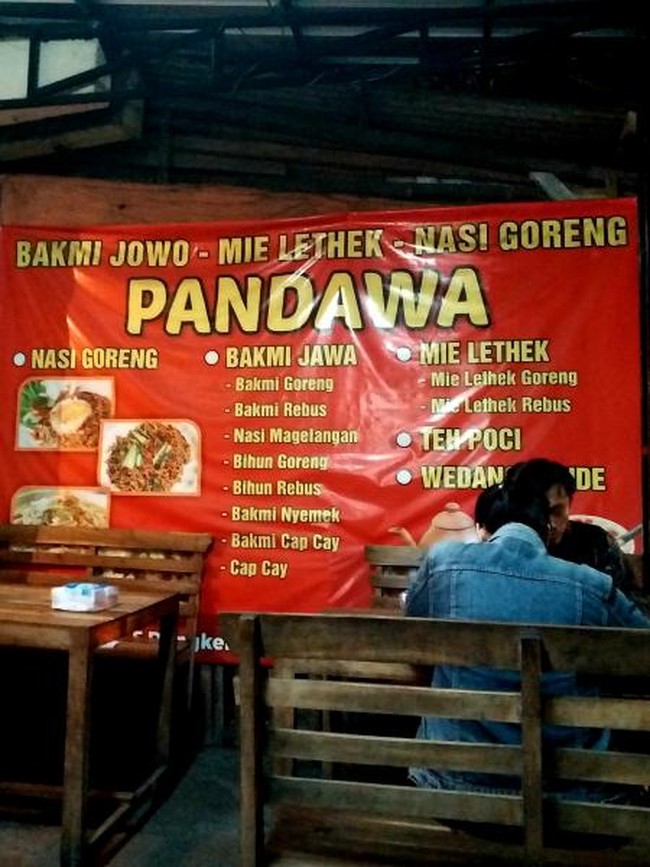 BAKMI JOWO - MIE LETHEK - NASI GORENG
PANDAWA
NASI GORENG
BAKMI JAWA
- Bakmi Goreng
- Bakmi Rebus
- Nasi Magelangan
- Bihun Goreng
- Bihun Rebus
- Bakmi Nyemek
- Bakmi Cap Cay
- Cap Cay
MIE LETHEK
- Mie Lethek Goreng
- Mie Lethek Rebus
TEH POCI